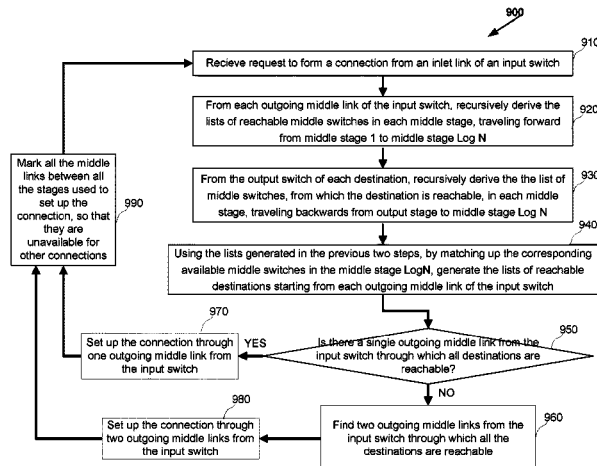 900
910
Recieve request to form a connection from an inlet link of an input switch
920
From each outgoing middle link of the input switch, recursively derive the
lists of reachable middle switches in each middle stage, traveling forward
from middle stage 1 to middle stage Log N
930
From the output switch of each destination, recursively derive the the list of
middle switches, from which the destination is reachable, in each middle
stage, traveling backwards from output stage to middle stage Log N
940
Using the lists generated in the previous two steps, by matching up the corresponding
available middle switches in the middle stage LogN, generate the lists of reachable
destinations starting from each outgoing middle link of the input switch
950
Is there a single outgoing middle link from the
input switch through which all destinations are
reachable?
YES
NO
960
Find two outgoing middle links from the
input switch through which all the
destinations are reachable
970
Set up the connection through
one outgoing middle link from
the input switch
980
Set up the connection through
two outgoing middle links from
the input switch
990
Mark all the middle
links between all
the stages used to
set up the
connection, so that
they are
unavailable for
other connections